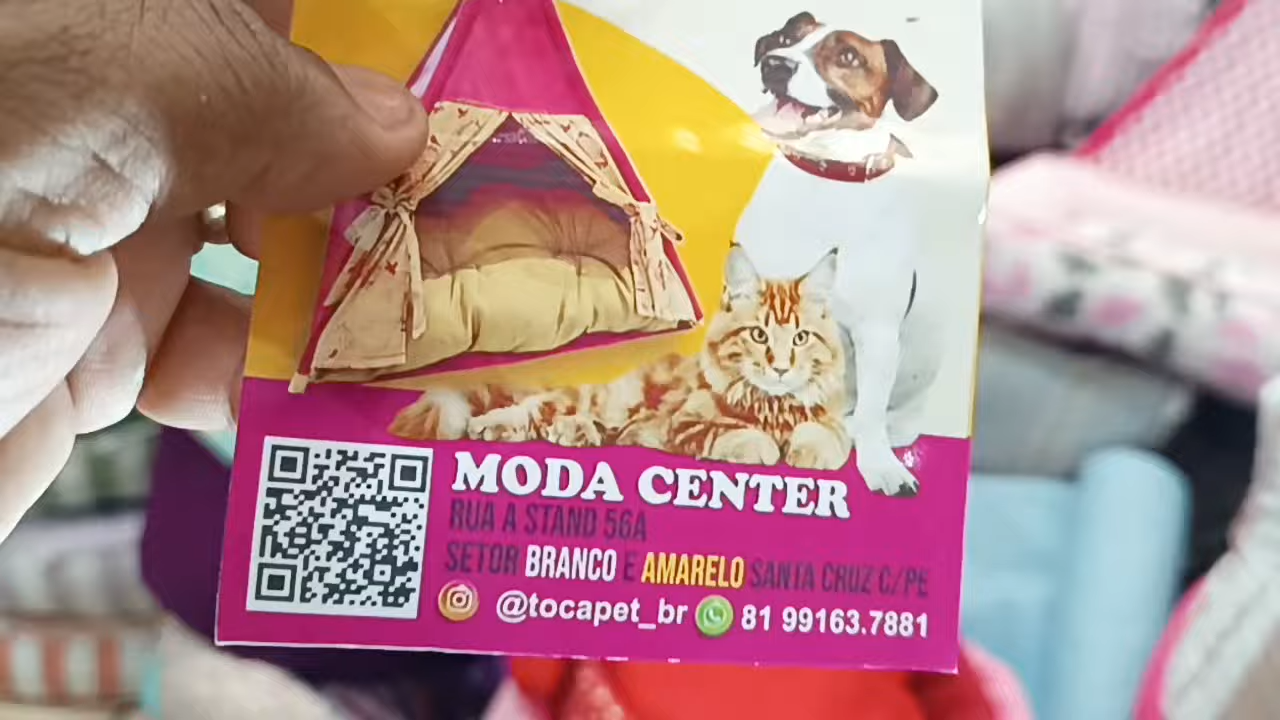 MODA CENTER
RUA A STAND 56A
SETOR BRANCO E AMARELO SANTA CRUZ C/PE
@tocapet_br 81 99163.7881